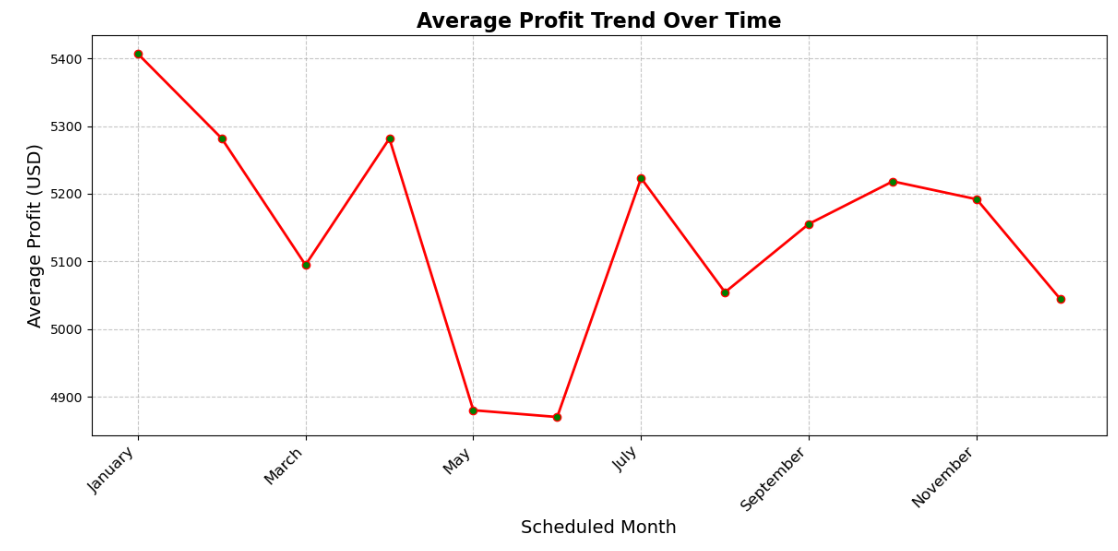 Average Profit Trend Over Time
Average Profit (USD)
5400
5300
5200
5100
5000
4900
January
March
May
July
September
November
Scheduled Month